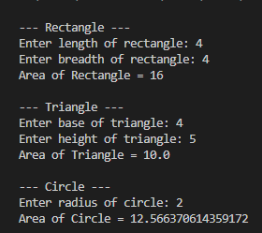 --- Rectangle ---
Enter length of rectangle: 4
Enter breadth of rectangle: 4
Area of Rectangle = 16
--- Triangle ---
Enter base of triangle: 4
Enter height of triangle: 5
Area of Triangle = 10.0
--- Circle ---
Enter radius of circle: 2
Area of Circle = 12.566370614359172